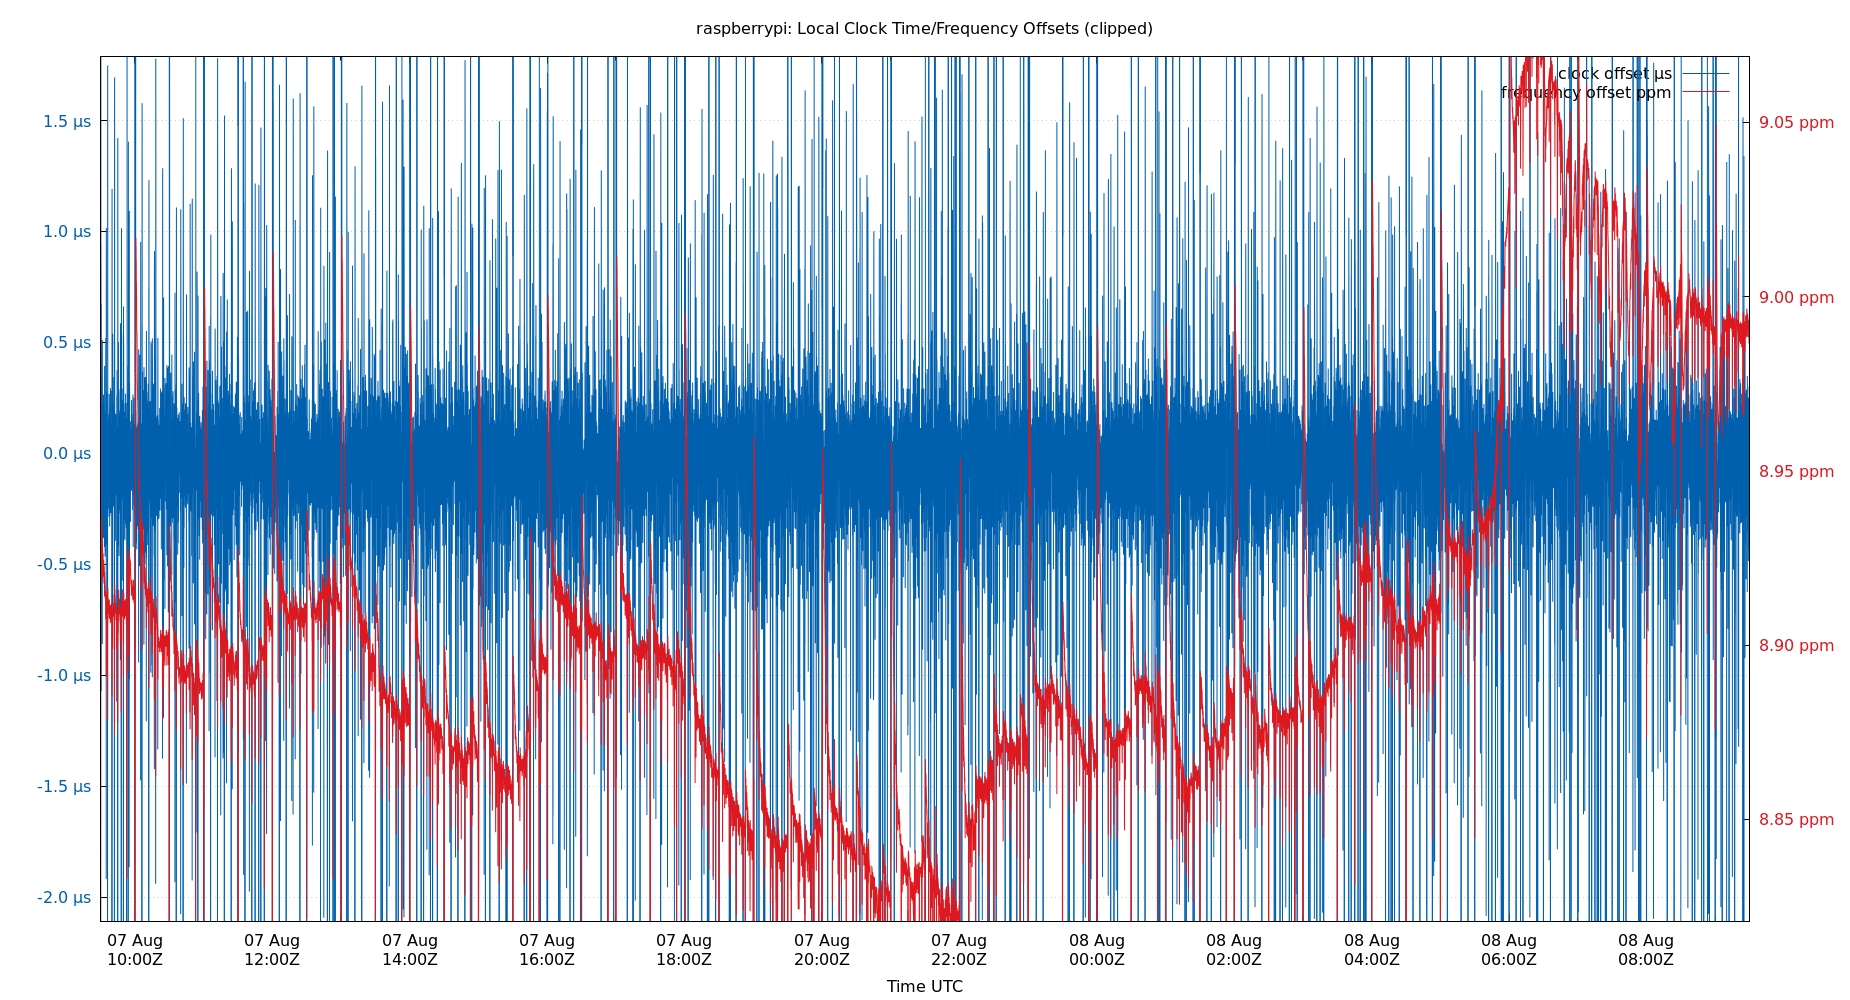 raspberrypi: Local Clock Time/Frequency Offsets (clipped)
clock offset µs
frequency offset ppm
1.5 µs
1.0 µs
0.5 µs
0.0 µs
-0.5 µs
-1.0 µs
-1.5 µs
-2.0 µs
9.05 ppm
9.00 ppm
8.95 ppm
8.90 ppm
8.85 ppm
07 Aug 07 Aug 07 Aug 07 Aug 07 Aug 07 Aug 07 Aug 08 Aug 08 Aug 08 Aug 08 Aug 08 Aug
10:00Z 12:00Z 14:00Z 16:00Z 18:00Z 20:00Z 22:00Z 00:00Z 02:00Z 04:00Z 06:00Z 08:00Z
Time UTC